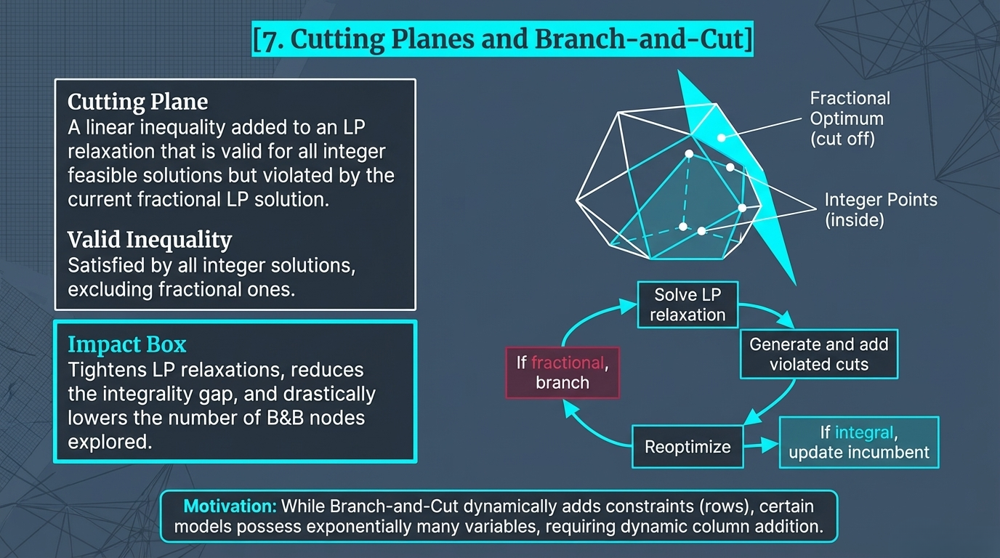 [7. Cutting Planes and Branch-and-Cut]
Cutting Plane
A linear inequality added to an LP
relaxation that is valid for all integer
feasible solutions but violated by the
current fractional LP solution.
Valid Inequality
Satisfied by all integer solutions,
excluding fractional ones.
Impact Box
Tightens LP relaxations, reduces
the integrality gap, and drastically
lowers the number of B&B nodes
explored.
Fractional
Optimum
(cut off)
Integer Points
(inside)
Solve LP
relaxation
Generate and add
violated cuts
Reoptimize
If integral,
update incumbent
If fractional,
branch
Motivation: While Branch-and-Cut dynamically adds constraints (rows), certain
models possess exponentially many variables, requiring dynamic column addition.